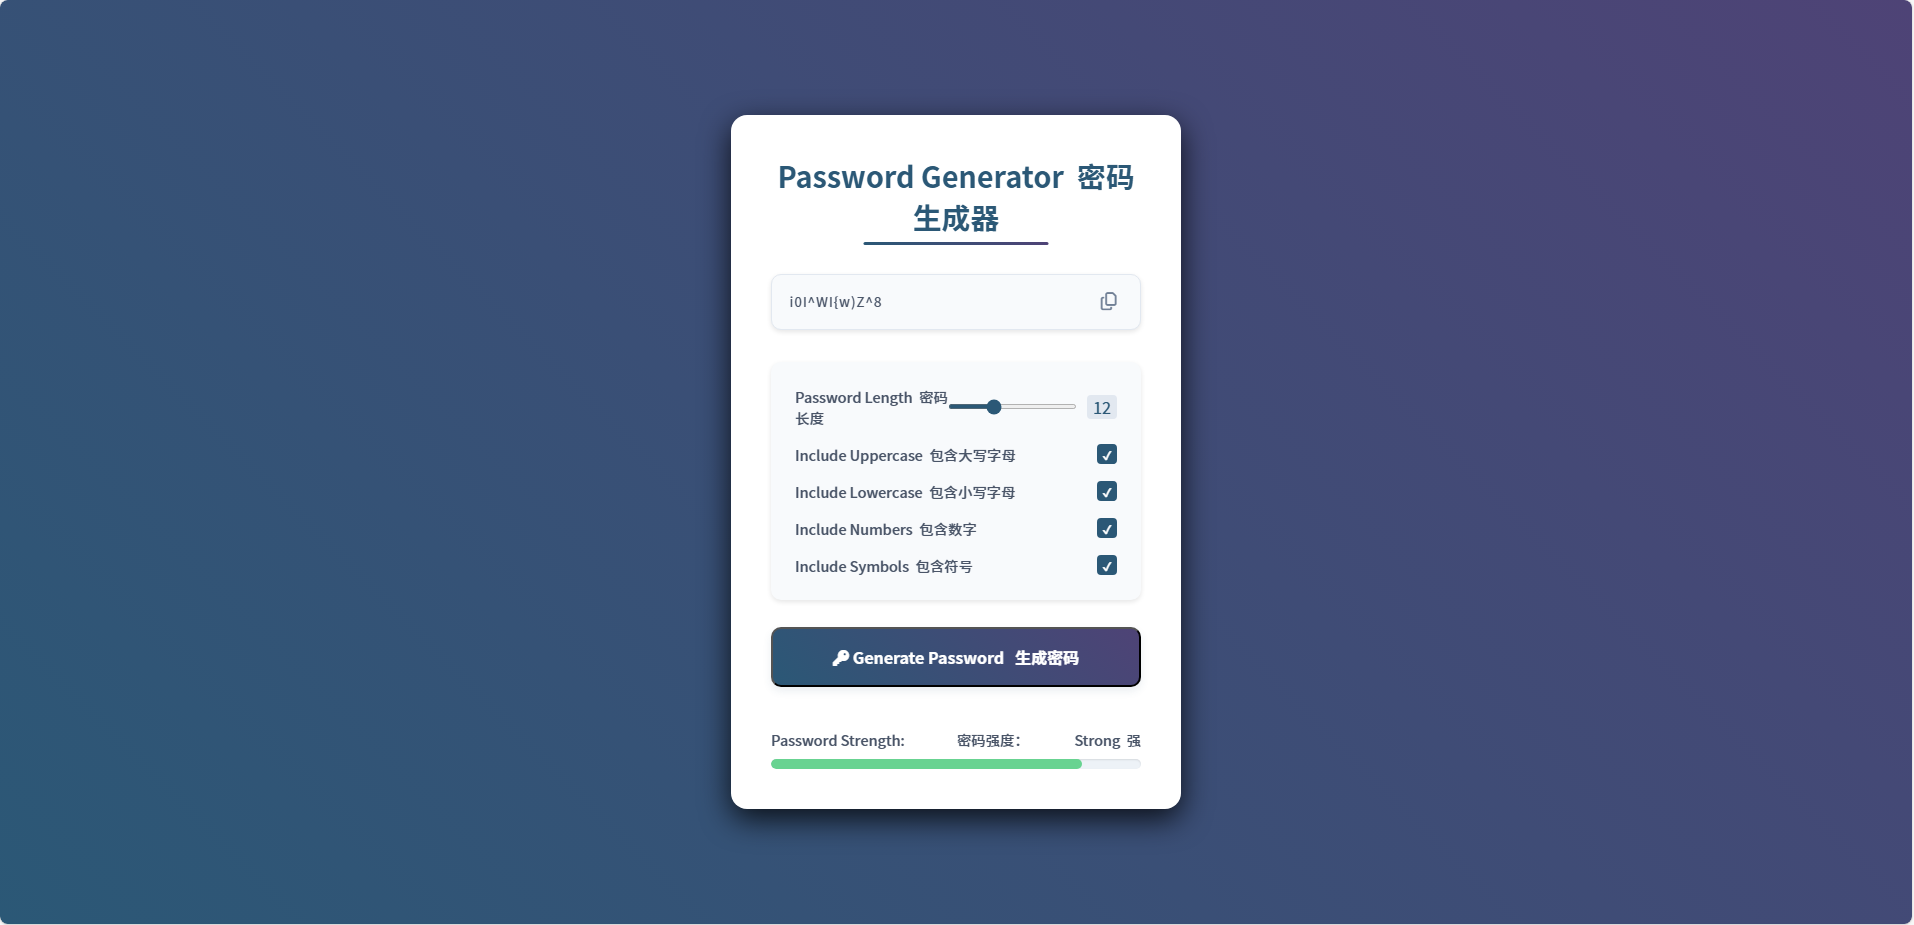 Password Generator 密码
生成器
i0I^WI{w)Z^8
Password Length 密码
长度
12
Include Uppercase 包含大写字母
Include Lowercase 包含小写字母
Include Numbers 包含数字
Include Symbols 包含符号
Generate Password 生成密码
Password Strength: 密码强度： Strong 强